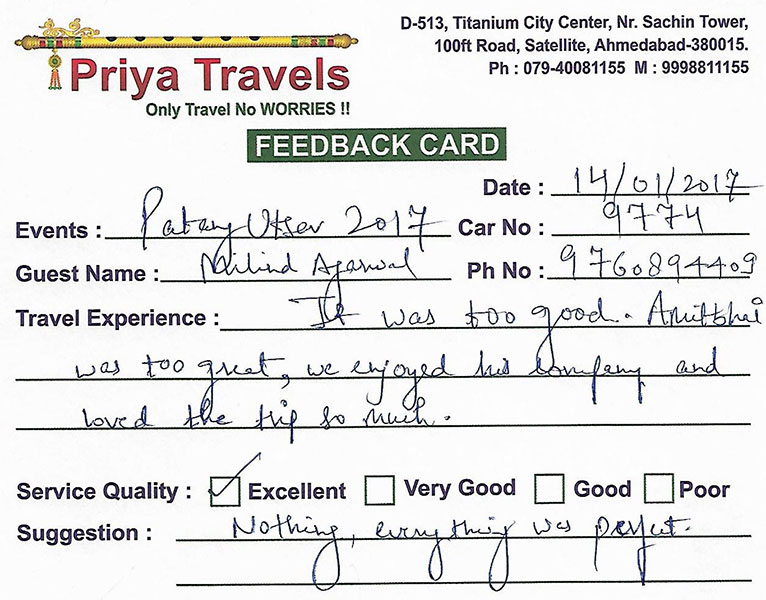 D-513, Titanium City Center, Nr. Sachin Tower,
100ft Road, Satellite, Ahmedabad-380015.
Ph : 079-40081155 M : 9998811155
Priya Travels
Only Travel No WORRIES !!
FEEDBACK CARD
Date : 14/01/2017
Events : Patang Utsav 2017 Car No : 9774
Guest Name : Milind Agarwal Ph No : 9760894409
Travel Experience : It was too good. Amitbhai
was too great, we enjoyed his company and
loved the trip so much.
Service Quality : Excellent Very Good Good Poor
Suggestion : Nothing, everything was perfect.